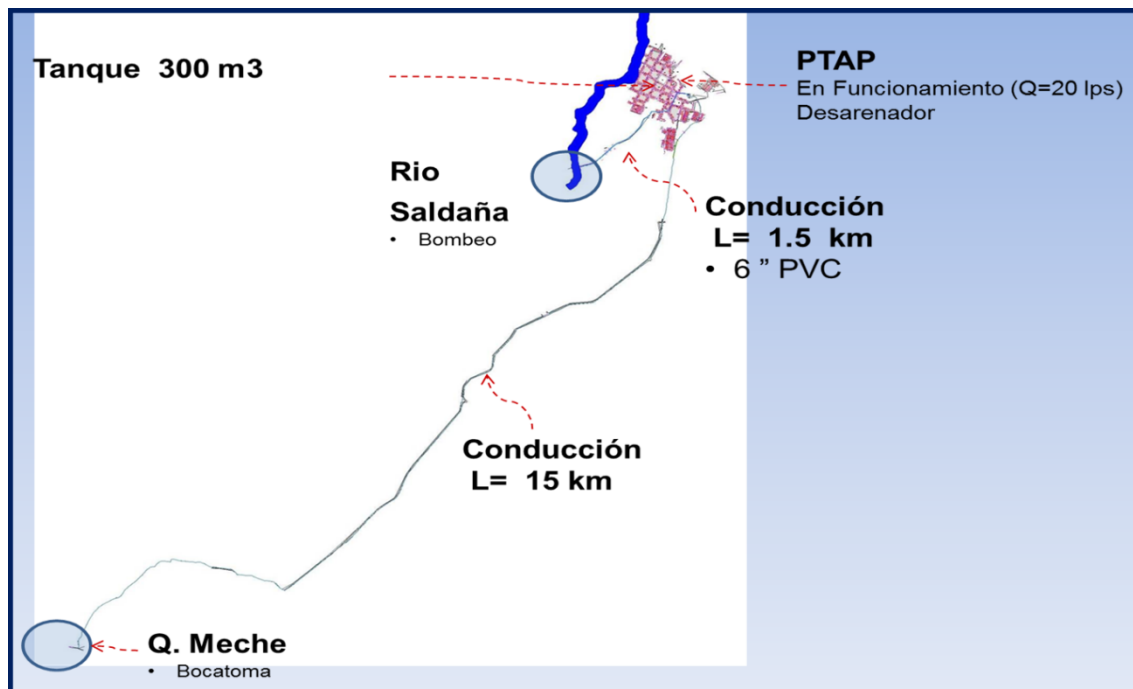 Tanque 300 m3
PTAP
En Funcionamiento (Q=20 lps)
Desarenador
Rio
Saldaña
• Bombeo
Conducción
L= 1.5 km
• 6 ” PVC
Conducción
L= 15 km
Q. Meche
• Bocatoma